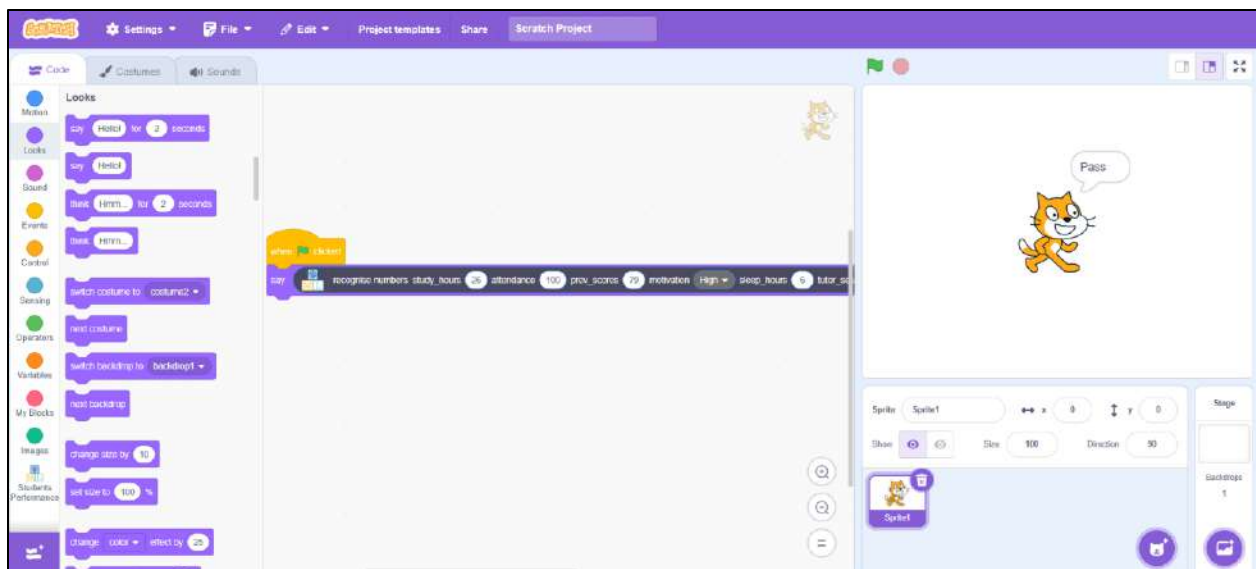 SCRATCH Settings File Edit Project templates Share Scratch Project
Code Costumes Sounds
Motion
Looks
Sound
Events
Control
Sensing
Operators
Variables
My Blocks
Images
Students Performance
Looks
say Hello! for 2 seconds
say Hello!
think Hmm... for 2 seconds
think Hmm...
switch costume to costume2
next costume
switch backdrop to backdrop1
next backdrop
change size by 10
set size to 100 %
change color effect by 25
when clicked
say recognise numbers study_hours 26 attendance 100 prev_scores 79 motivation High sleep_hours 6 tutor_se
Pass
Sprite Sprite1 x 0 y 0
Show Size 100 Direction 90
Sprite1
Stage
Backdrops
1